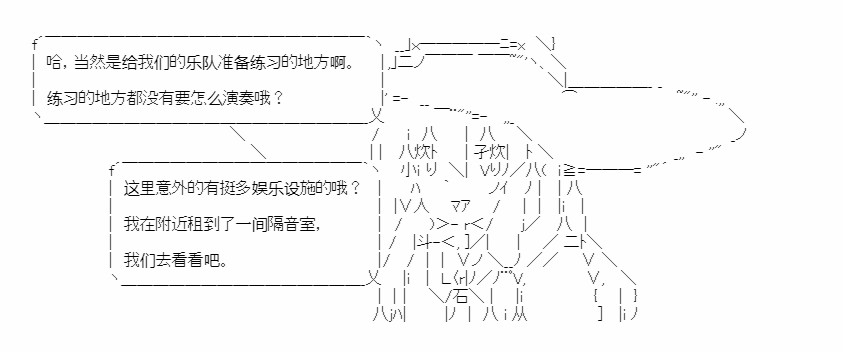 哈，当然是给我们的乐队准备练习的地方啊。
练习的地方都没有要怎么演奏哦？
这里意外的有挺多娱乐设施的哦？
我在附近租到了一间隔音室，
我们去看看吧。